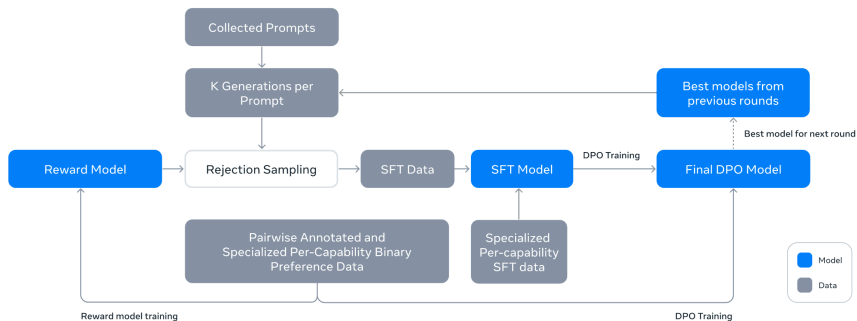 Collected Prompts
K Generations per
Prompt
Best models from
previous rounds
Best model for next round
DPO Training
Reward Model
Rejection Sampling
SFT Data
SFT Model
Final DPO Model
Pairwise Annotated and
Specialized Per-Capability Binary
Preference Data
Specialized
Per-capability
SFT data
Model
Data
Reward model training
DPO Training